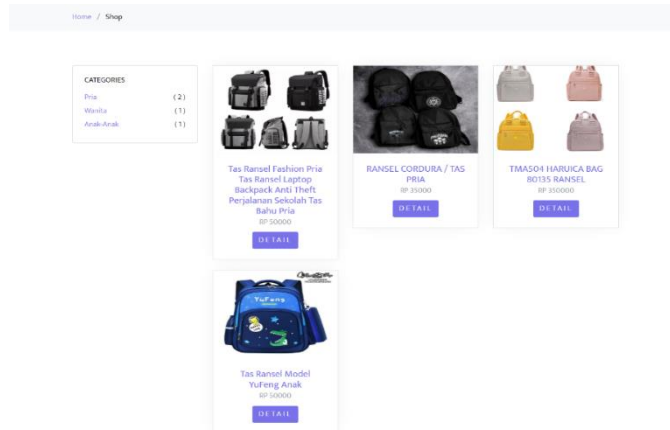 Home / Shop
CATEGORIES
Pria (2)
Wanita (1)
Anak-Anak (1)
Tas Ransel Fashion Pria
Tas Ransel Laptop
Backpack Anti Theft
Perjalanan Sekolah Tas
Bahu Pria
RP 50000
DETAIL
RANSEL CORDURA / TAS
PRIA
RP 35000
DETAIL
TMAS04 HARUICA BAG
80135 RANSEL
RP 350000
DETAIL
YuFeng
Tas Ransel Model
YuFeng Anak
RP 50000
DETAIL